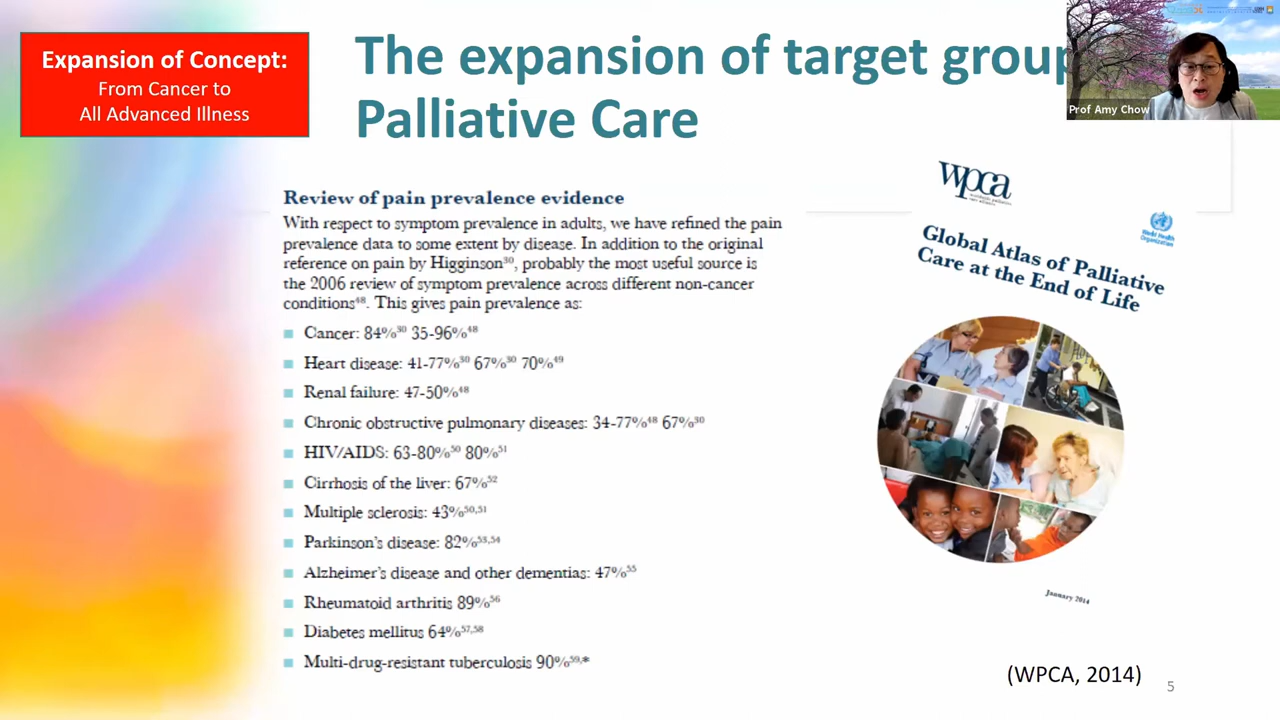 Expansion of Concept:
From Cancer to
All Advanced Illness
The expansion of target group
Palliative Care
Prof Amy Chow
Review of pain prevalence evidence
With respect to symptom prevalence in adults, we have refined the pain
prevalence data to some extent by disease. In addition to the original
reference on pain by Higginson³⁰, probably the most useful source is
the 2006 review of symptom prevalence across different non-cancer
conditions⁴⁸. This gives pain prevalence as:
Cancer: 84%³⁰ 35-96%⁴⁸
Heart disease: 41-77%³⁰ 67%³⁰ 70%⁴⁹
Renal failure: 47-50%⁴⁸
Chronic obstructive pulmonary diseases: 34-77%⁴⁸ 67%³⁰
HIV/AIDS: 63-80%⁵⁰ 80%⁵¹
Cirrhosis of the liver: 67%⁵²
Multiple sclerosis: 43%⁵⁰,⁵¹
Parkinson's disease: 82%⁵³,⁵⁴
Alzheimer's disease and other dementias: 47%⁵⁵
Rheumatoid arthritis 89%⁵⁶
Diabetes mellitus 64%⁵⁷,⁵⁸
Multi-drug-resistant tuberculosis 90%⁵⁹,*
wpca
World Health
Organization
Global Atlas of Palliative
Care at the End of Life
January 2014
(WPCA, 2014)
5